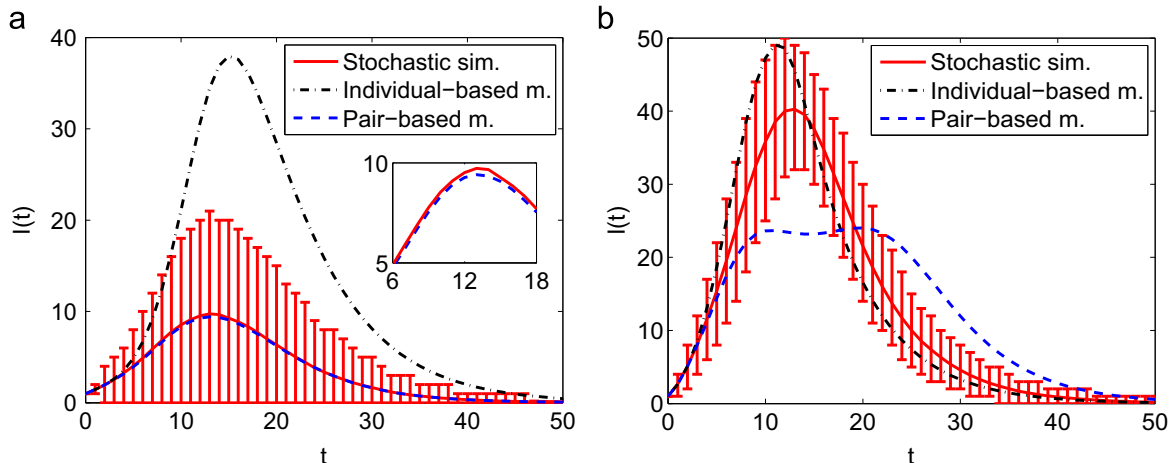 a
40
30
20
10
0
I(t)
0 10 20 30 40 50
t
Stochastic sim.
Individual-based m.
Pair-based m.
10
5
6 12 18
b
50
40
30
20
10
0
I(t)
0 10 20 30 40 50
t
Stochastic sim.
Individual-based m.
Pair-based m.